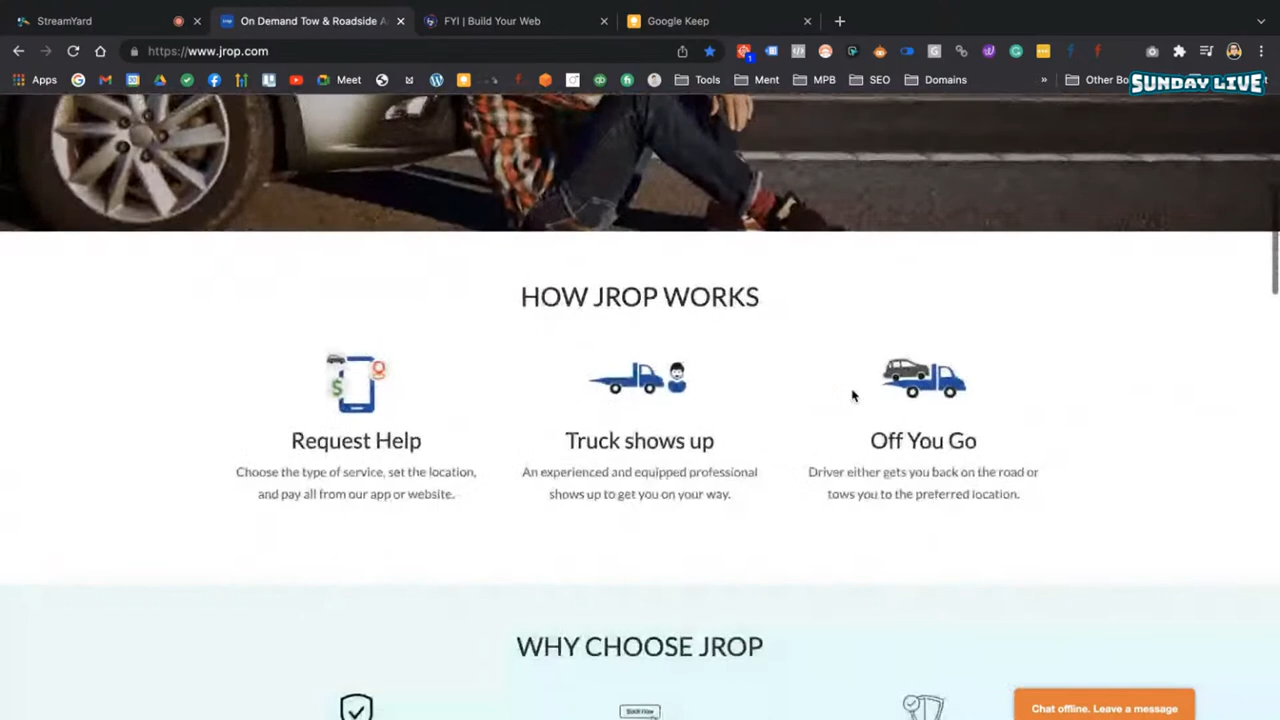 StreamYard
On Demand Tow & Roadside A
FYI | Build Your Web
Google Keep
https://www.jrop.com
Apps
Meet
Tools
Ment
MPB
SEO
Domains
»
Other Bo
SUNDAY LIVE
HOW JROP WORKS
Request Help
Choose the type of service, set the location,
and pay all from our app or website.
Truck shows up
An experienced and equipped professional
shows up to get you on your way.
Off You Go
Driver either gets you back on the road or
tows you to the preferred location.
WHY CHOOSE JROP
Book Now
Chat offline. Leave a message